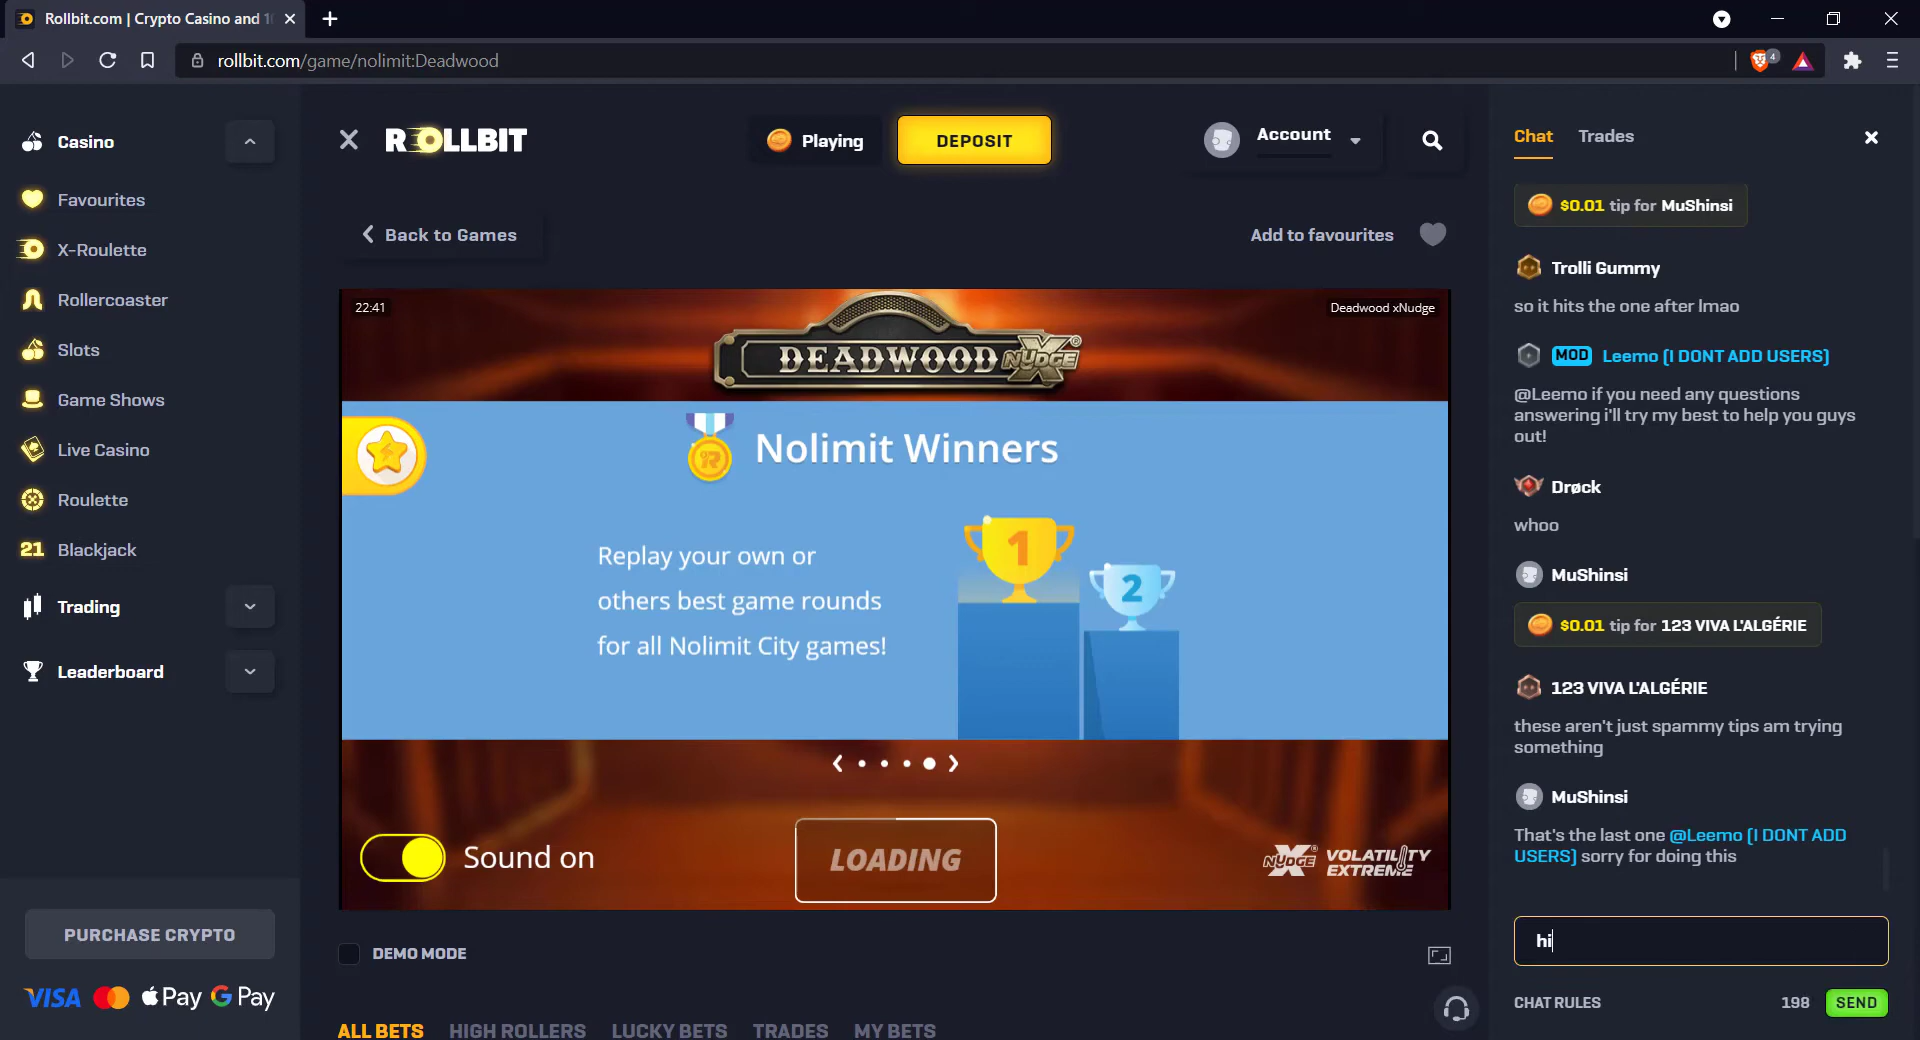 Rollbit.com | Crypto Casino and 1
rollbit.com/game/nolimit:Deadwood
4
Casino
Favourites
X-Roulette
Rollercoaster
Slots
Game Shows
Live Casino
Roulette
21 Blackjack
Trading
Leaderboard
PURCHASE CRYPTO
VISA Pay G Pay
ROLLBIT
Playing
DEPOSIT
Account
Back to Games
Add to favourites
22:41
Deadwood xNudge
DEADWOOD xNUDGE®
Nolimit Winners
Replay your own or
others best game rounds
for all Nolimit City games!
1
2
Sound on
LOADING
xNUDGE® VOLATILITY
EXTREME
DEMO MODE
ALL BETS HIGH ROLLERS LUCKY BETS TRADES MY BETS
Chat Trades
$0.01 tip for MuShinsi
Trolli Gummy
so it hits the one after lmao
MOD Leemo (I DONT ADD USERS)
@Leemo if you need any questions
answering i'll try my best to help you guys
out!
Drøck
whoo
MuShinsi
$0.01 tip for 123 VIVA L'ALGÉRIE
123 VIVA L'ALGÉRIE
these aren't just spammy tips am trying
something
MuShinsi
That's the last one @Leemo (I DONT ADD
USERS) sorry for doing this
hi
CHAT RULES
198
SEND